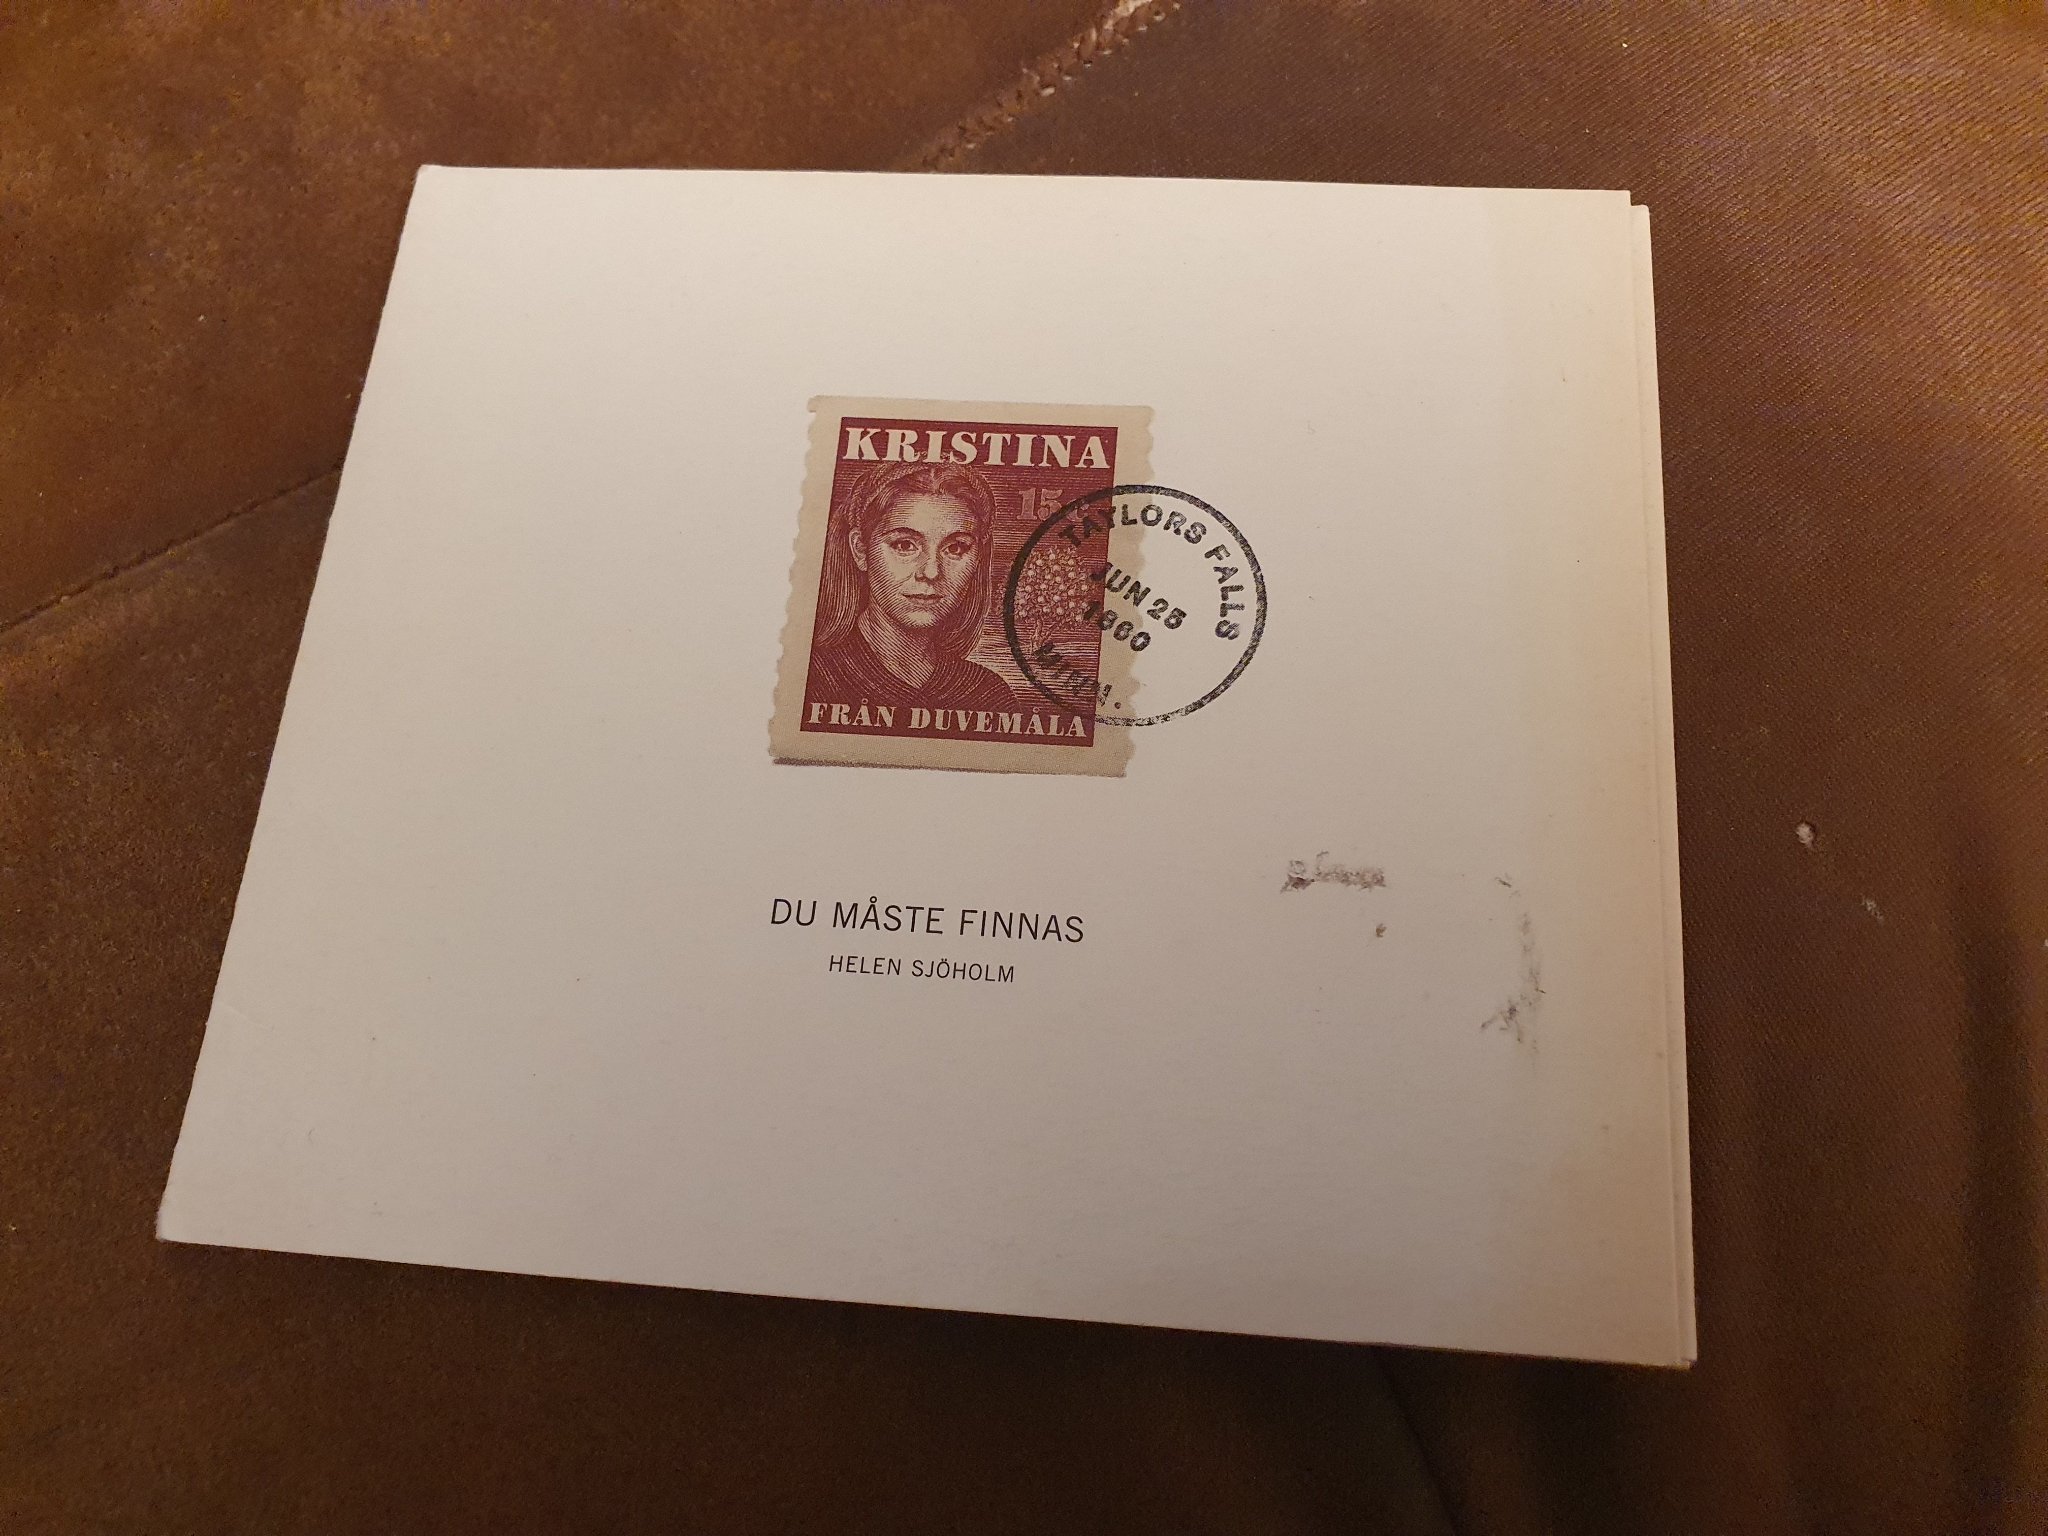 KRISTINA
15¢
TAYLORS FALLS
JUN 25
1860
MINN.
FRÅN DUVEMÅLA
DU MÅSTE FINNAS
HELEN SJÖHOLM